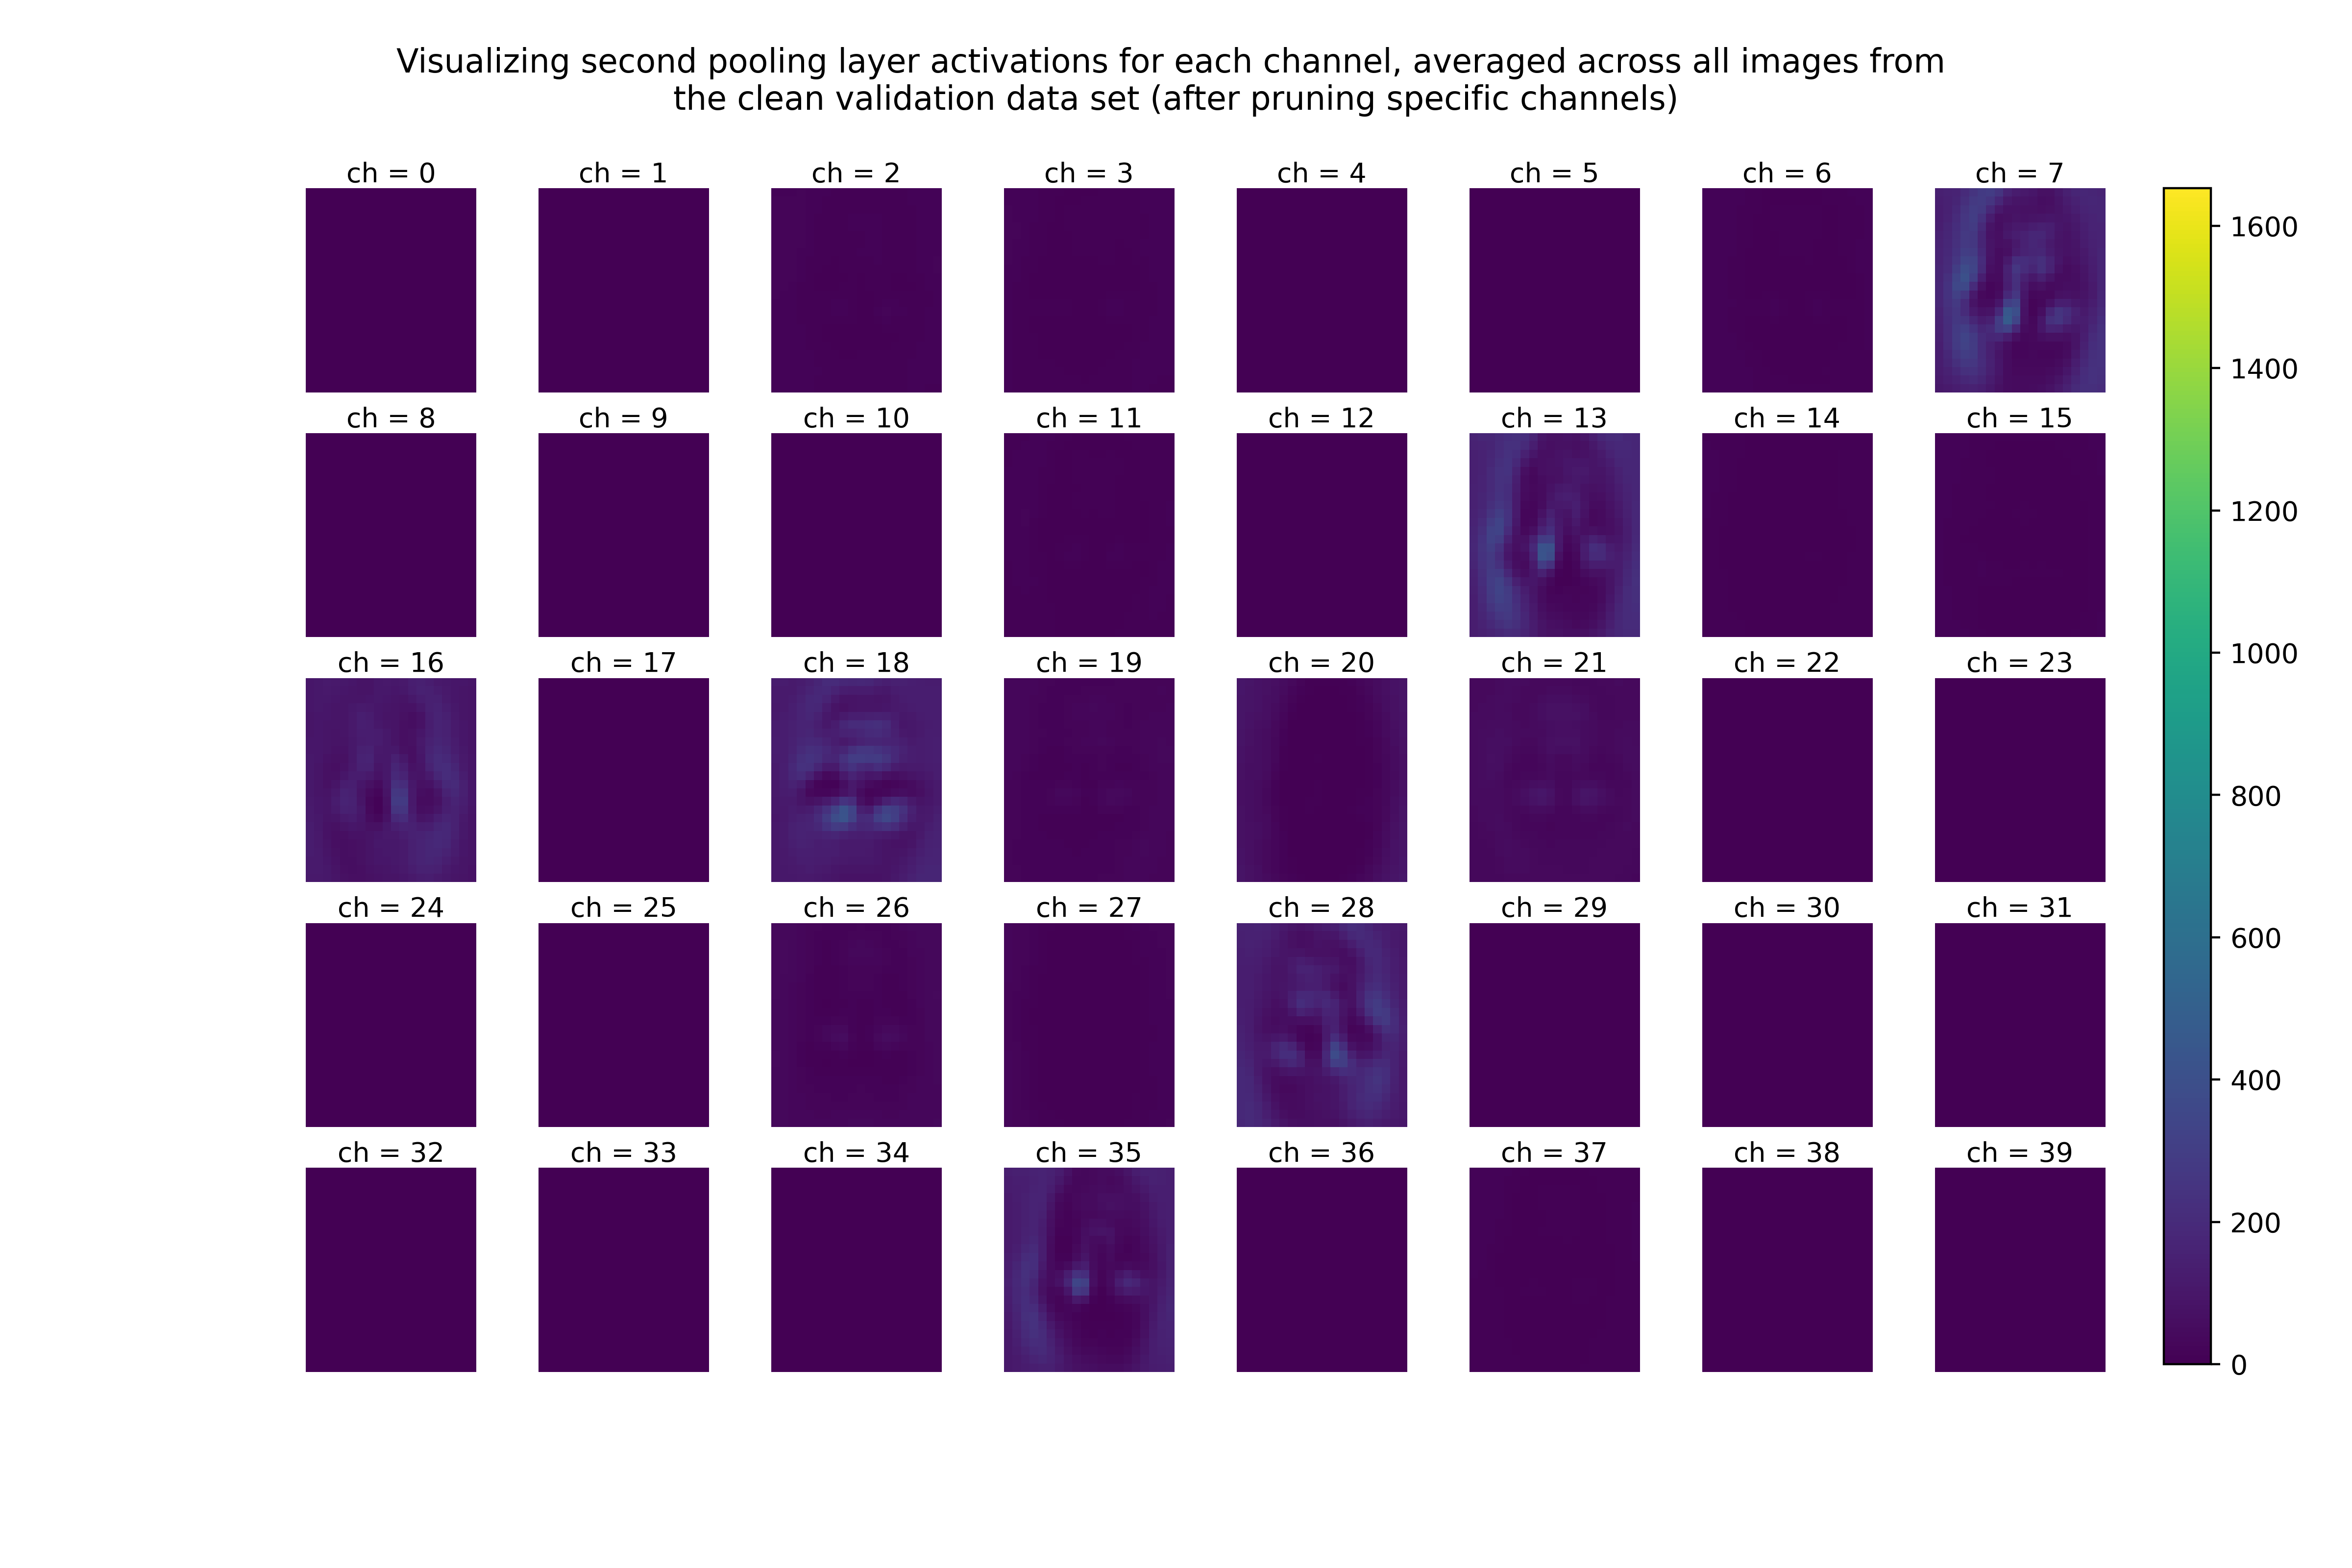 Visualizing second pooling layer activations for each channel, averaged across all images from
the clean validation data set (after pruning specific channels)
ch = 0
ch = 1
ch = 2
ch = 3
ch = 4
ch = 5
ch = 6
ch = 7
ch = 8
ch = 9
ch = 10
ch = 11
ch = 12
ch = 13
ch = 14
ch = 15
ch = 16
ch = 17
ch = 18
ch = 19
ch = 20
ch = 21
ch = 22
ch = 23
ch = 24
ch = 25
ch = 26
ch = 27
ch = 28
ch = 29
ch = 30
ch = 31
ch = 32
ch = 33
ch = 34
ch = 35
ch = 36
ch = 37
ch = 38
ch = 39
1600
1400
1200
1000
800
600
400
200
0